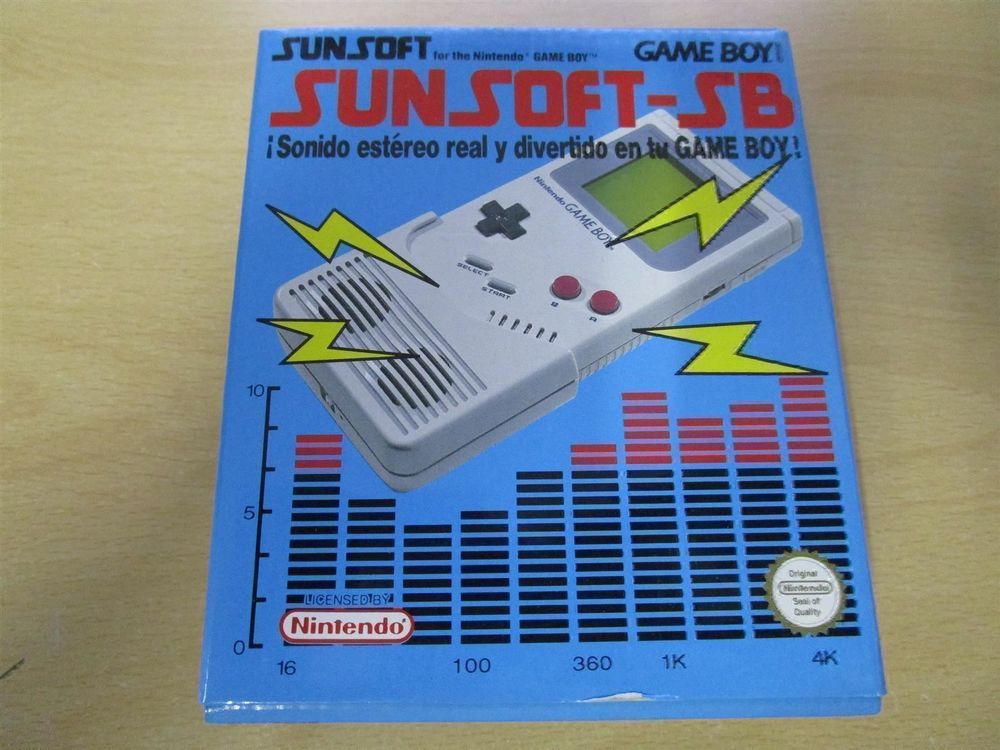 SUNSOFT for the Nintendo® GAME BOY™
GAME BOY
SUNSOFT-SB
¡Sonido estéreo real y divertido en tu GAME BOY!
Nintendo GAME BOY
SELECT
START
B
A
10
5
0
LICENSED BY
Nintendo®
Original
Nintendo
Seal of
Quality
16 100 360 1K 4K